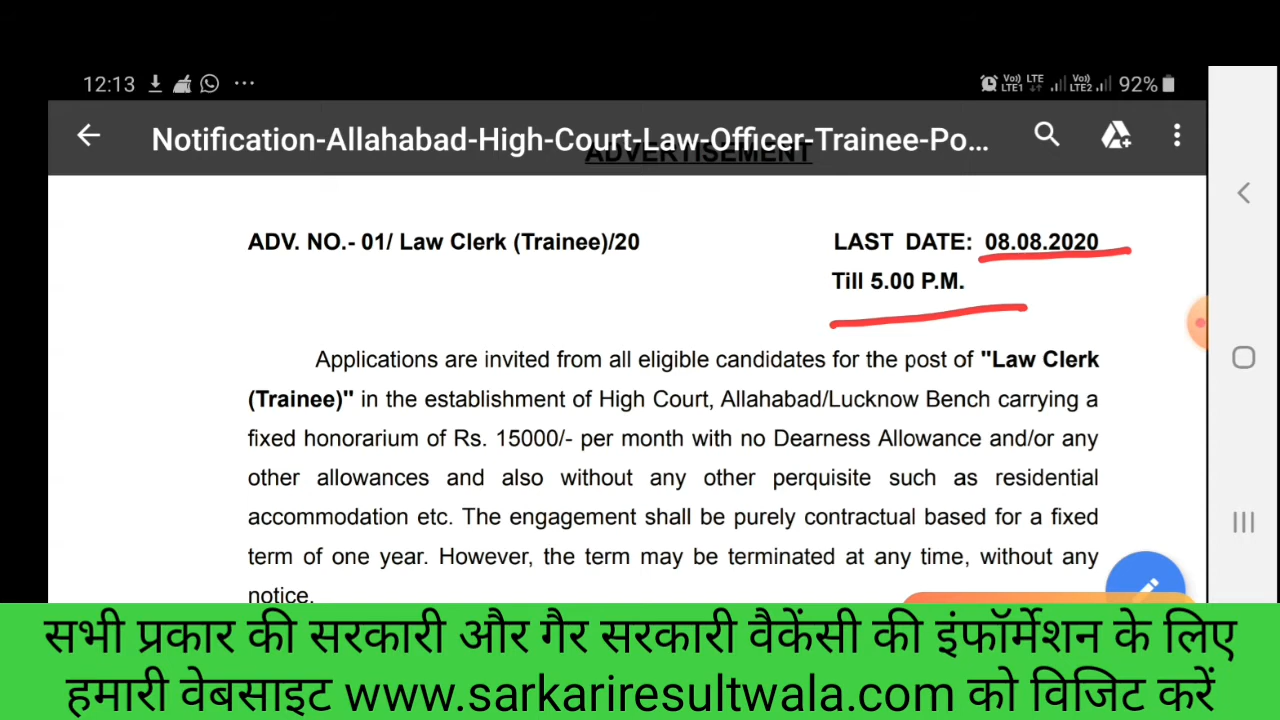 12:13 ... Vo) LTE LTE1 Vo) LTE2 92%
Notification-Allahabad-High-Court-Law-Officer-Trainee-Po...
ADVERTISEMENT
ADV. NO.- 01/ Law Clerk (Trainee)/20 LAST DATE: 08.08.2020
Till 5.00 P.M.
Applications are invited from all eligible candidates for the post of "Law Clerk
(Trainee)" in the establishment of High Court, Allahabad/Lucknow Bench carrying a
fixed honorarium of Rs. 15000/- per month with no Dearness Allowance and/or any
other allowances and also without any other perquisite such as residential
accommodation etc. The engagement shall be purely contractual based for a fixed
term of one year. However, the term may be terminated at any time, without any
notice.
सभी प्रकार की सरकारी और गैर सरकारी वैकेंसी की इंफॉर्मेशन के लिए
हमारी वेबसाइट www.sarkariresultwala.com को विजिट करें